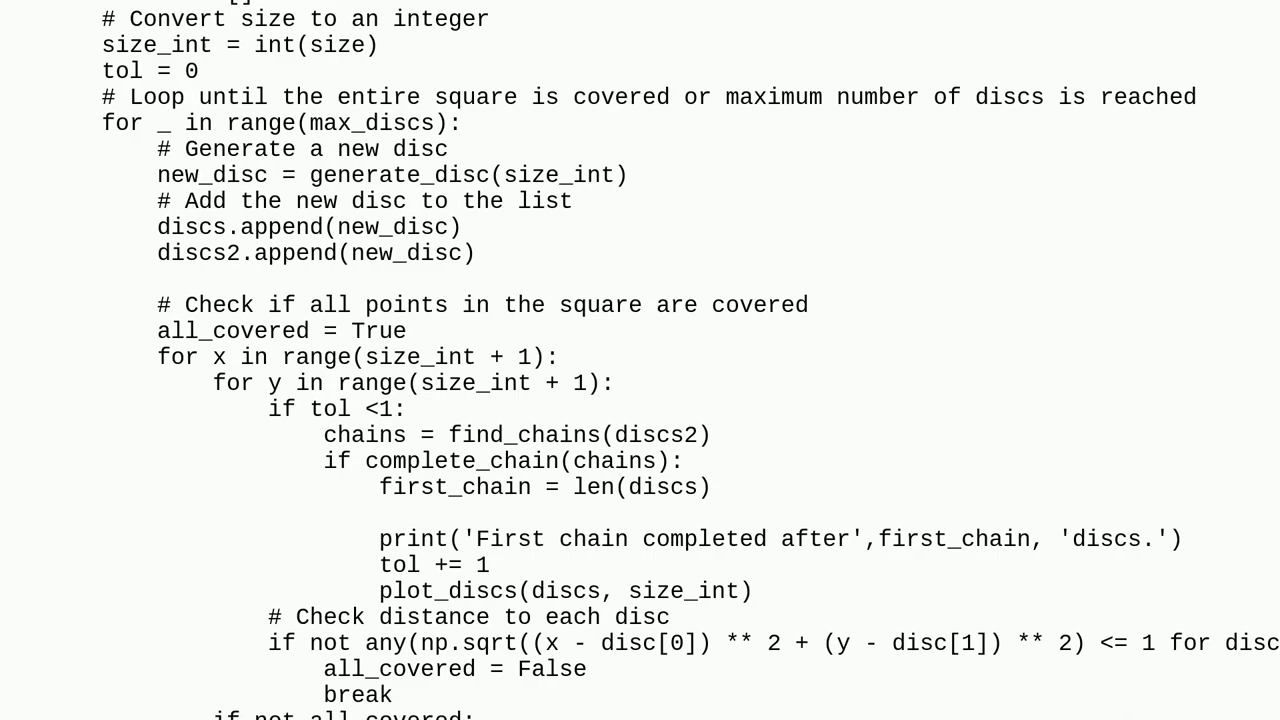 # Convert size to an integer
size_int = int(size)
tol = 0
# Loop until the entire square is covered or maximum number of discs is reached
for _ in range(max_discs):
# Generate a new disc
new_disc = generate_disc(size_int)
# Add the new disc to the list
discs.append(new_disc)
discs2.append(new_disc)
# Check if all points in the square are covered
all_covered = True
for x in range(size_int + 1):
for y in range(size_int + 1):
if tol <1:
chains = find_chains(discs2)
if complete_chain(chains):
first_chain = len(discs)
print('First chain completed after',first_chain, 'discs.')
tol += 1
plot_discs(discs, size_int)
# Check distance to each disc
if not any(np.sqrt((x - disc[0]) ** 2 + (y - disc[1]) ** 2) <= 1 for disc
all_covered = False
break
if not all_covered: